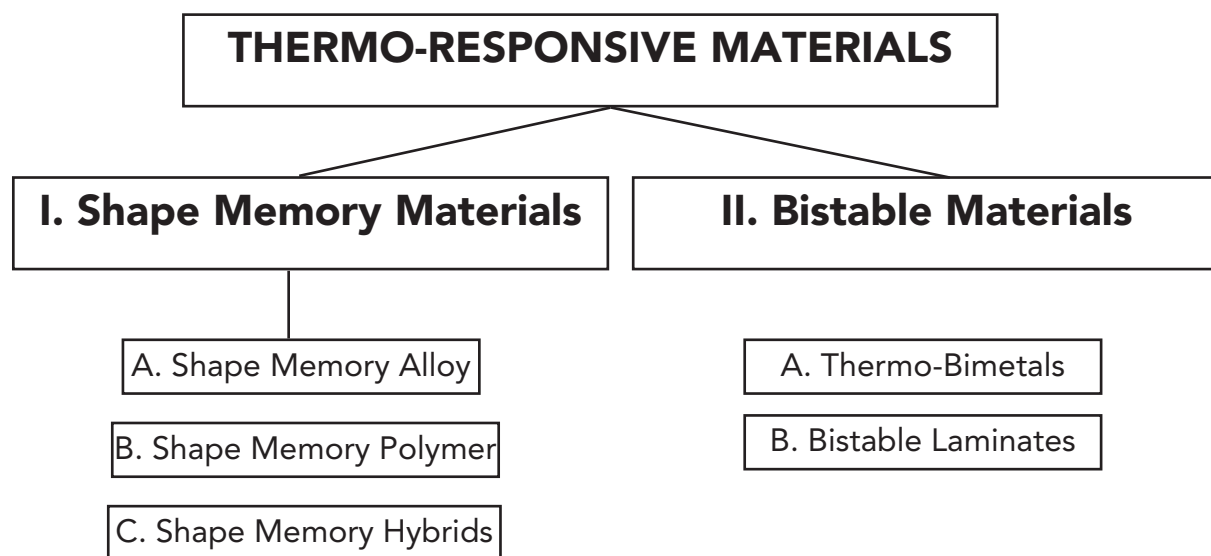 THERMO-RESPONSIVE MATERIALS
I. Shape Memory Materials
II. Bistable Materials
A. Shape Memory Alloy
B. Shape Memory Polymer
C. Shape Memory Hybrids
A. Thermo-Bimetals
B. Bistable Laminates